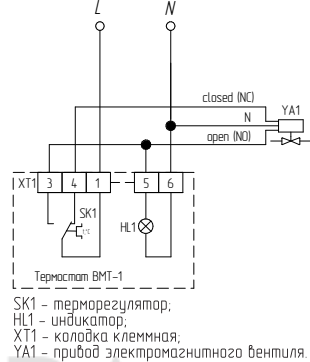 L N
closed (NC)
YA1
N
open (NO)
XT1 3 4 1 5 6
SK1
t,°C
HL1
Термостат ВМТ-1
SK1 - терморегулятор;
HL1 - индикатор;
XT1 - колодка клеммная;
YA1 - привод электромагнитного вентиля.